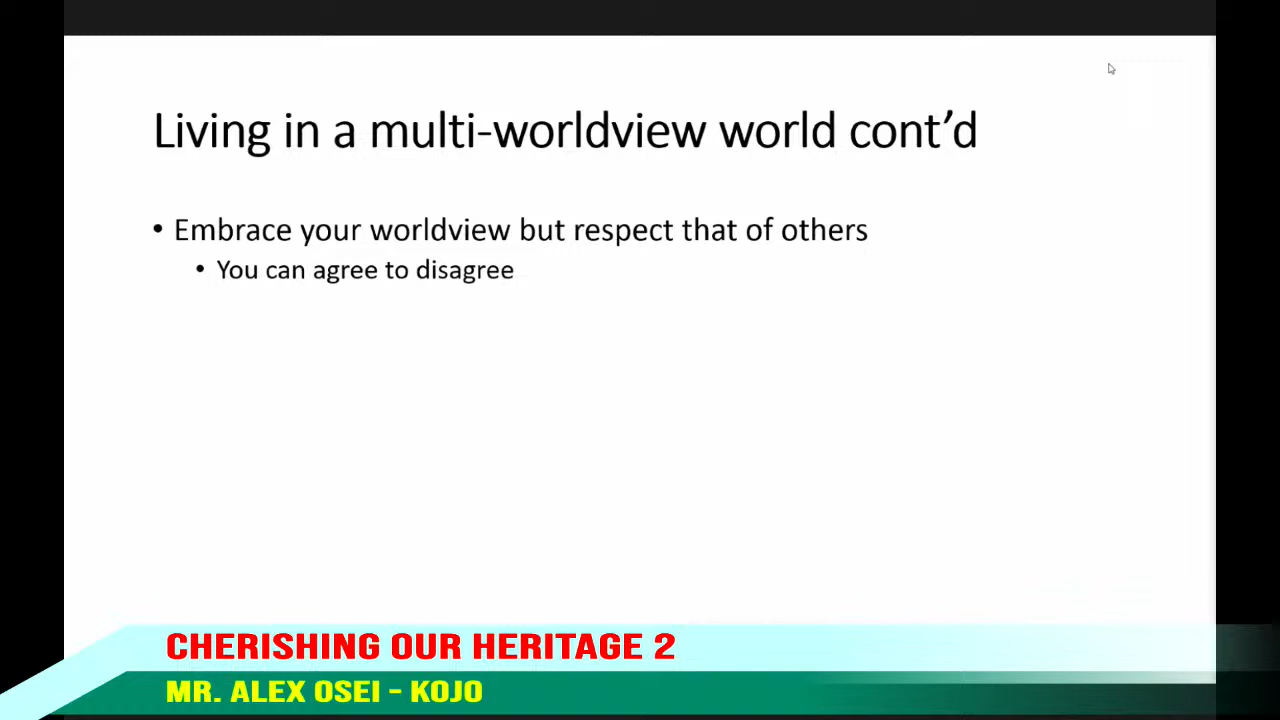 Living in a multi-worldview world cont’d
• Embrace your worldview but respect that of others
• You can agree to disagree
CHERISHING OUR HERITAGE 2
MR. ALEX OSEI - KOJO